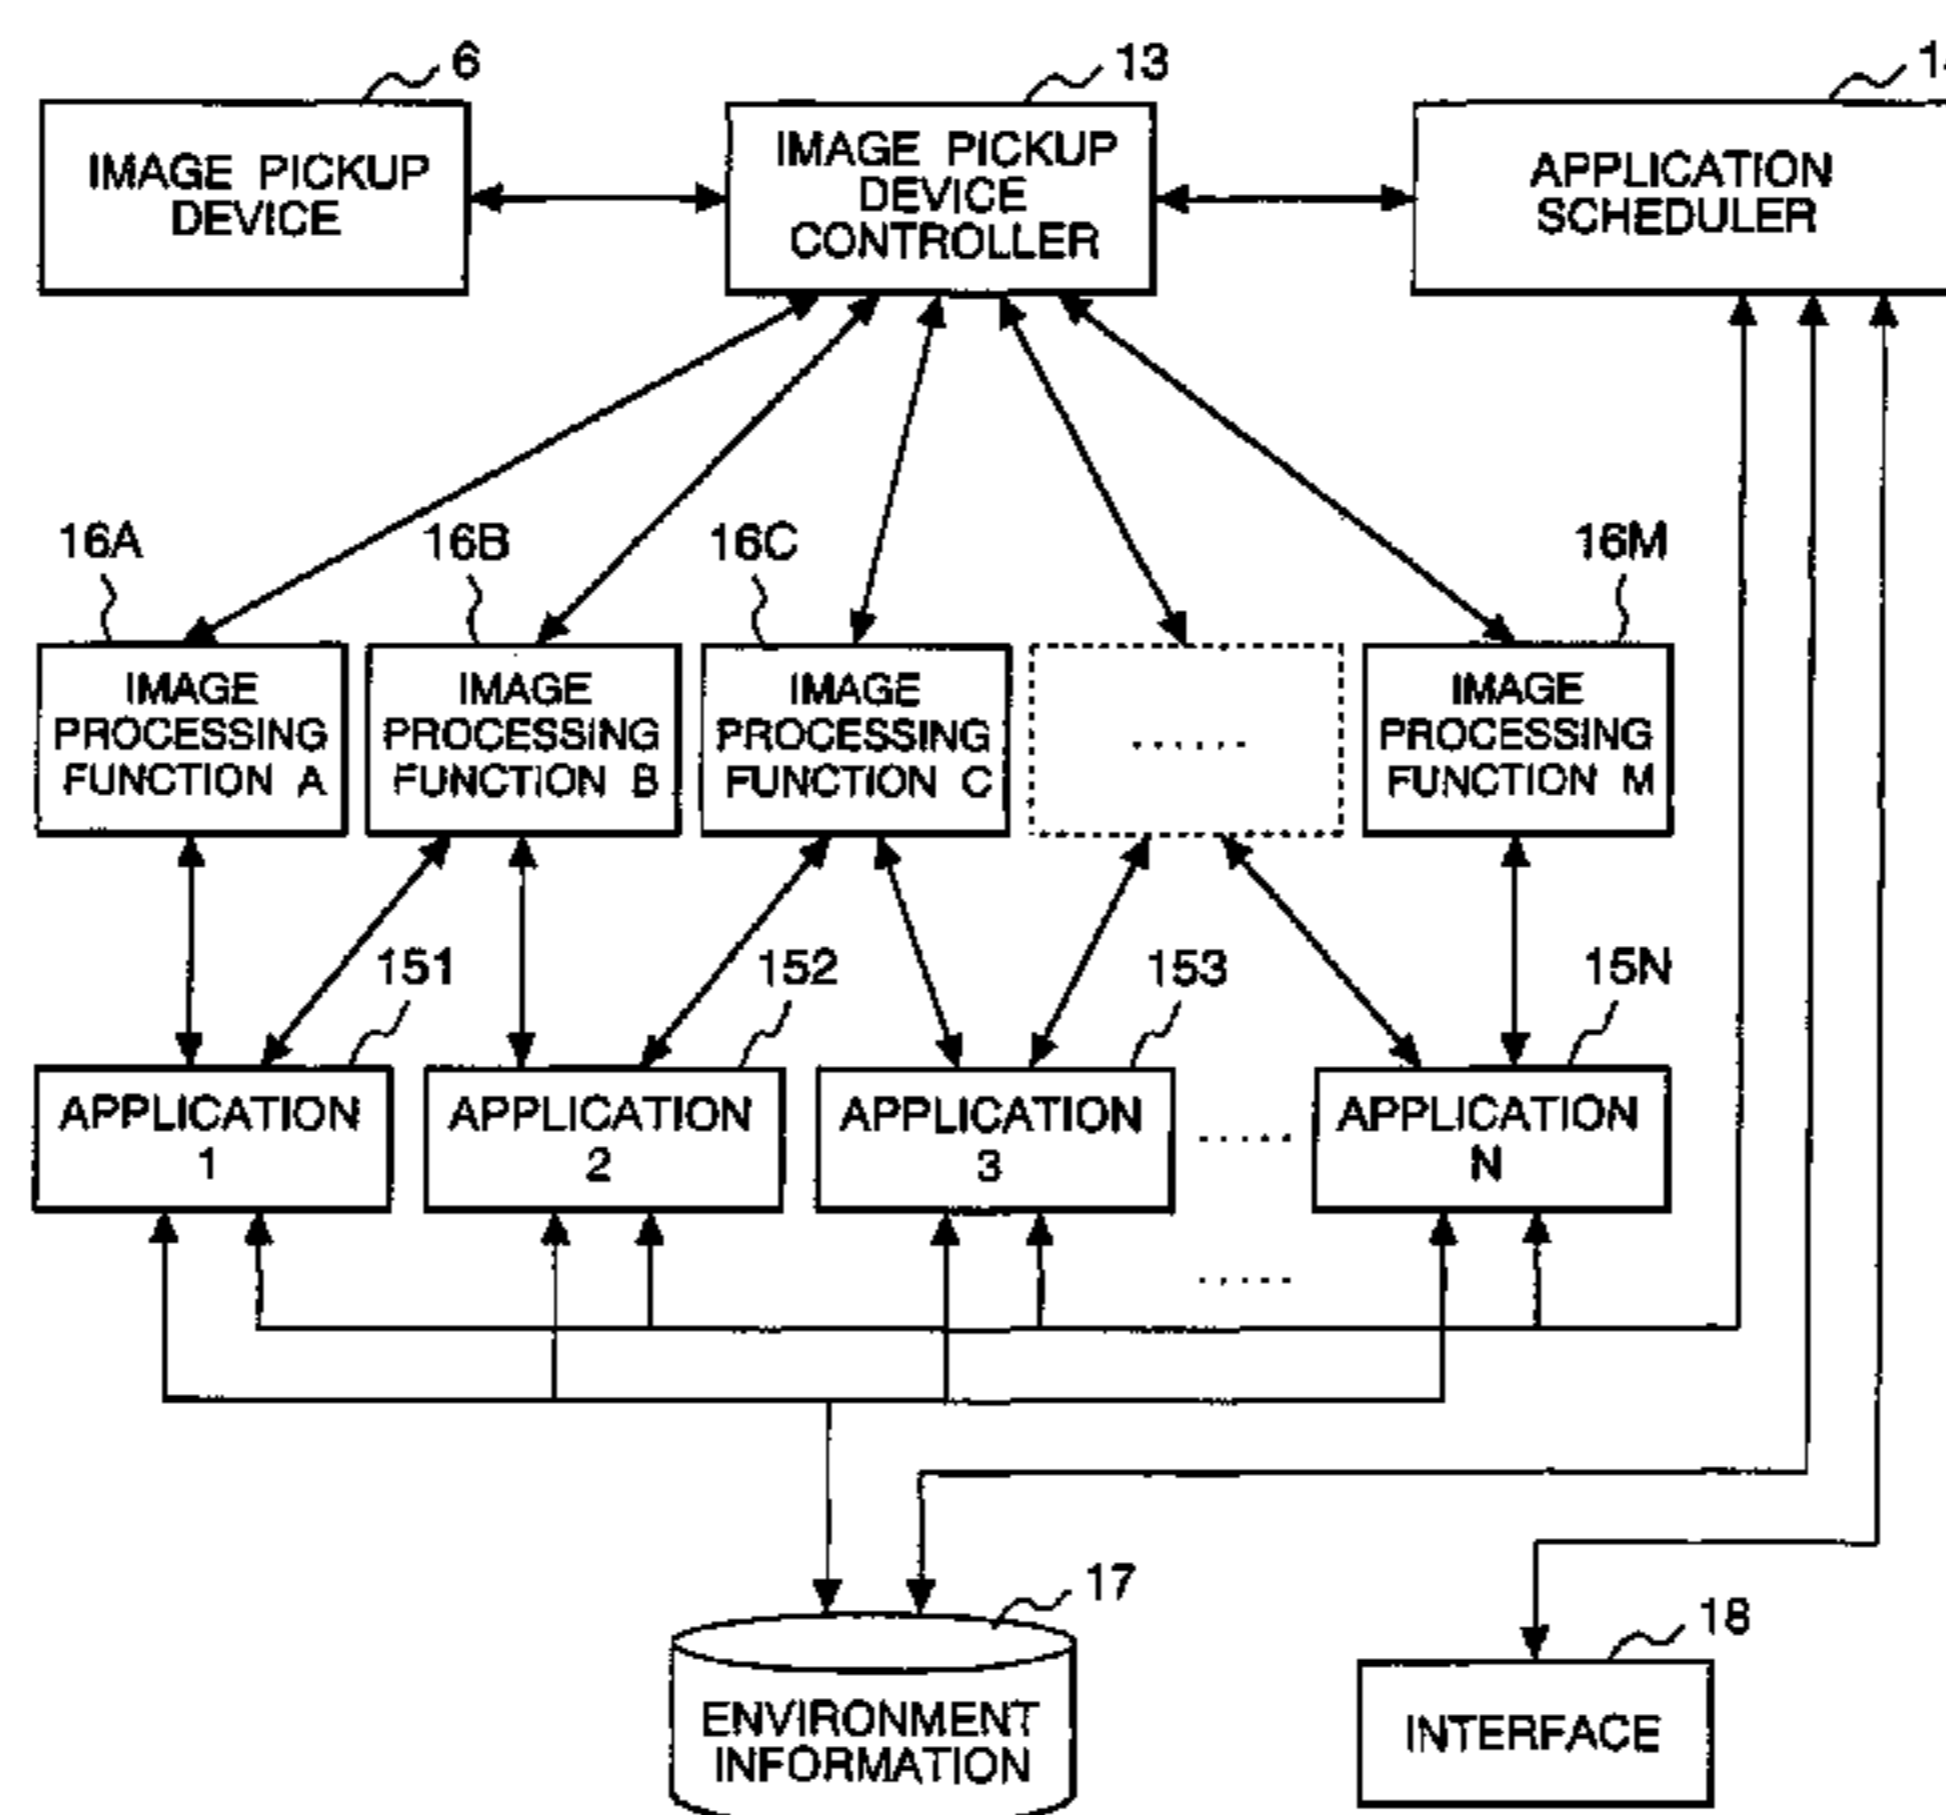 6
13
IMAGE PICKUP
DEVICE
IMAGE PICKUP
DEVICE
CONTROLLER
APPLICATION
SCHEDULER
16A
16B
16C
16M
IMAGE
PROCESSING
FUNCTION A
IMAGE
PROCESSING
FUNCTION B
IMAGE
PROCESSING
FUNCTION C
......
IMAGE
PROCESSING
FUNCTION M
151
152
153
15N
APPLICATION
1
APPLICATION
2
APPLICATION
3
.....
APPLICATION
N
.....
17
18
ENVIRONMENT
INFORMATION
INTERFACE